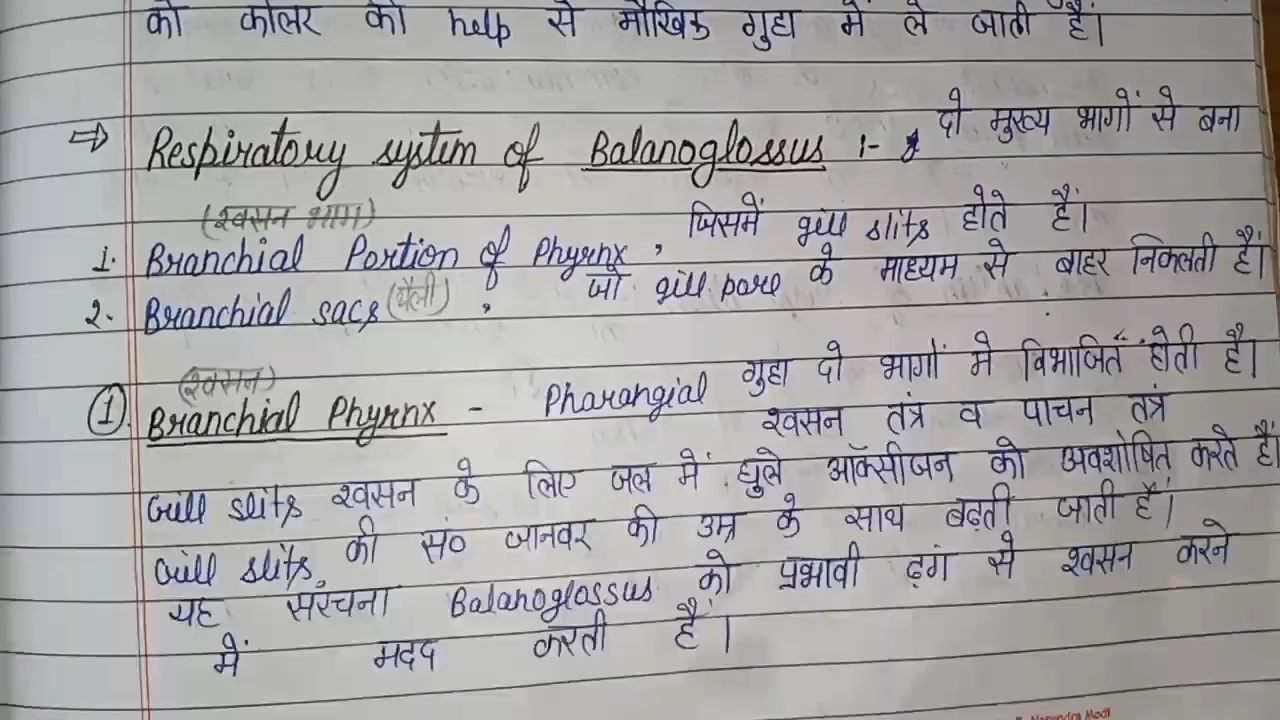 को कोलर की help से मौखिक गुहा में ले जाती हैं।
⇒ Respiratory system of Balanoglossus :- दो मुख्य भागों से बना
(श्वसन भाग)
1. Branchial Portion of Phyrnx, जिसमें gill slits होते हैं।
2. Branchial sacs (थैली), जो gill pore के माध्यम से बाहर निकलती हैं।
(श्वसन)
① Branchial Phyrnx - Pharangial गुहा दो भागों मे विभाजित होती है।
श्वसन तंत्र व पाचन तंत्र
Gill slits श्वसन के लिए जल में घुले ऑक्सीजन को अवशोषित करते हैं।
Gill slits की सं० जानवर की उम्र के साथ बढ़ती जाती है।
यह संरचना Balanoglossus को प्रभावी ढ़ग से श्वसन करने
में मदद करती है।
Narendra Modi